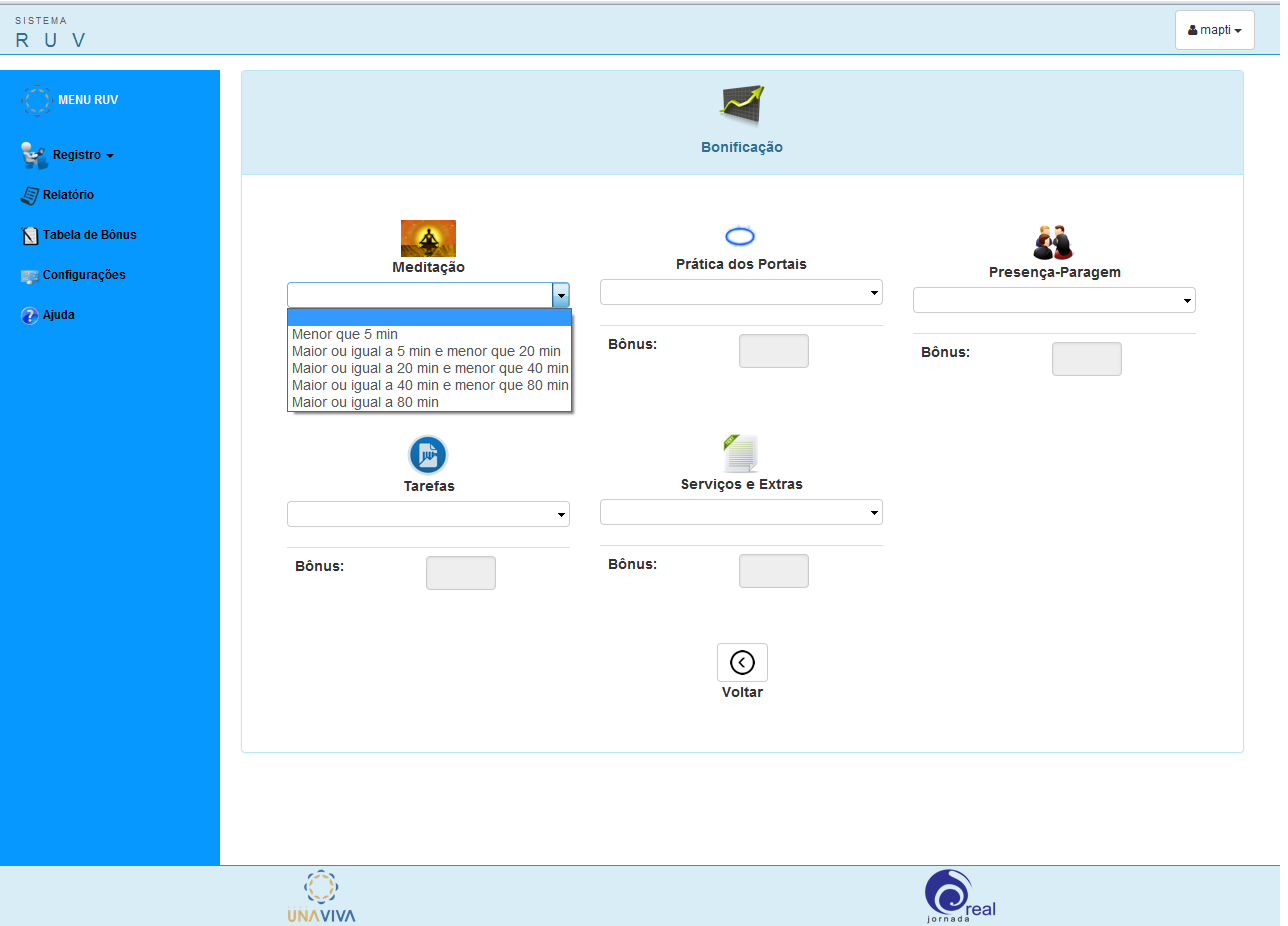 SISTEMA
R U V
mapti
MENU RUV
Registro
Relatório
Tabela de Bônus
Configurações
Ajuda
Bonificação
Meditação
Menor que 5 min
Maior ou igual a 5 min e menor que 20 min
Maior ou igual a 20 min e menor que 40 min
Maior ou igual a 40 min e menor que 80 min
Maior ou igual a 80 min
Prática dos Portais
Bônus:
Presença-Paragem
Bônus:
Tarefas
Bônus:
Serviços e Extras
Bônus:
Voltar
UNAVIVA
real
jornada